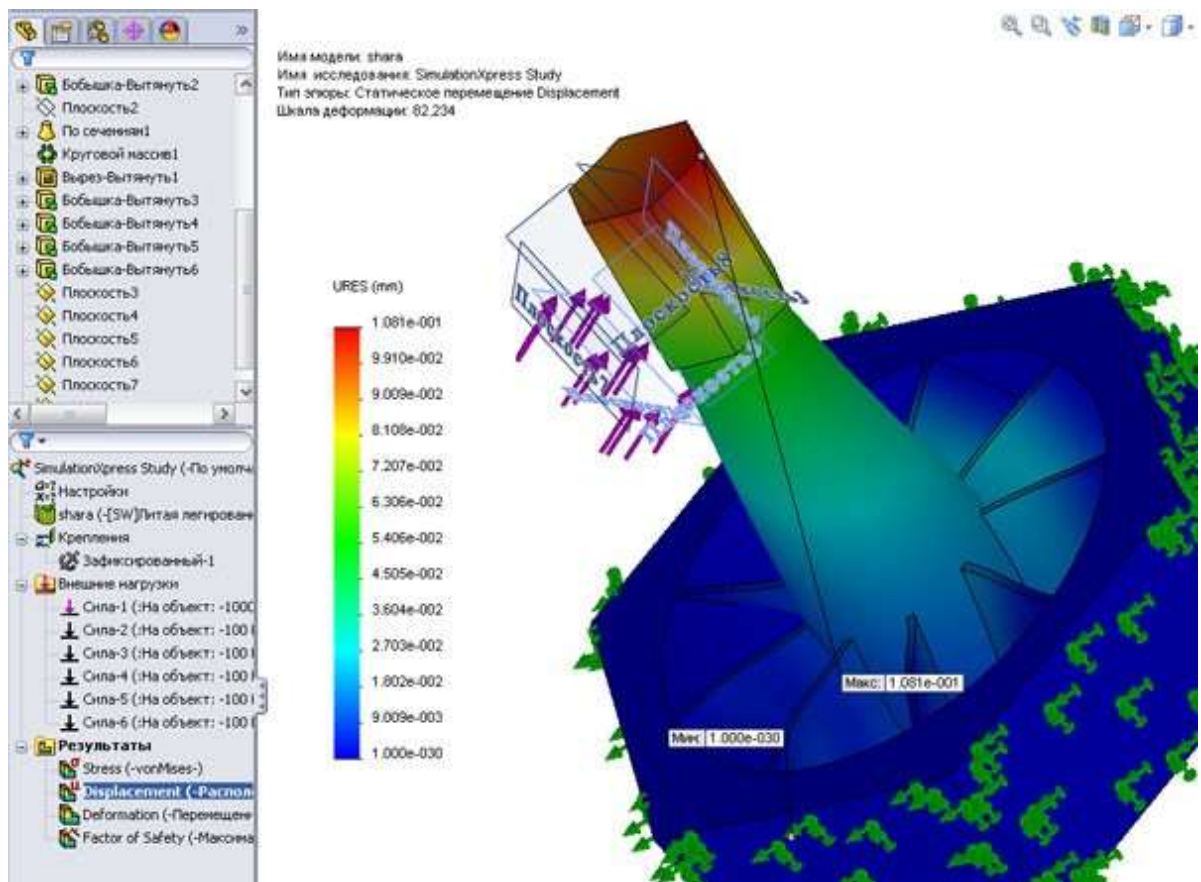 Бобышка-Вытянуть2
Плоскость2
По сечениям1
Круговой массив1
Вырез-Вытянуть1
Бобышка-Вытянуть3
Бобышка-Вытянуть4
Бобышка-Вытянуть5
Бобышка-Вытянуть6
Плоскость3
Плоскость4
Плоскость5
Плоскость6
Плоскость7
SimulationXpress Study (-По умолч
Настройки
shara (-[SW]Литая легирован
Крепления
Зафиксированный-1
Внешние нагрузки
Сила-1 (:На объект: -1000
Сила-2 (:На объект: -100
Сила-3 (:На объект: -100
Сила-4 (:На объект: -100
Сила-5 (:На объект: -100
Сила-6 (:На объект: -100
Результаты
Stress (-vonMises-)
Displacement (-Распол
Deformation (-Перемещен
Factor of Safety (-Максима
Имя модели: shara
Имя исследования: SimulationXpress Study
Тип эпюры: Статическое перемещение Displacement
Шкала деформации: 82.234
URES (mm)
1.081e-001
9.910e-002
9.009e-002
8.108e-002
7.207e-002
6.306e-002
5.406e-002
4.505e-002
3.604e-002
2.703e-002
1.802e-002
9.009e-003
1.000e-030
Макс: 1.081e-001
Мин: 1.000e-030